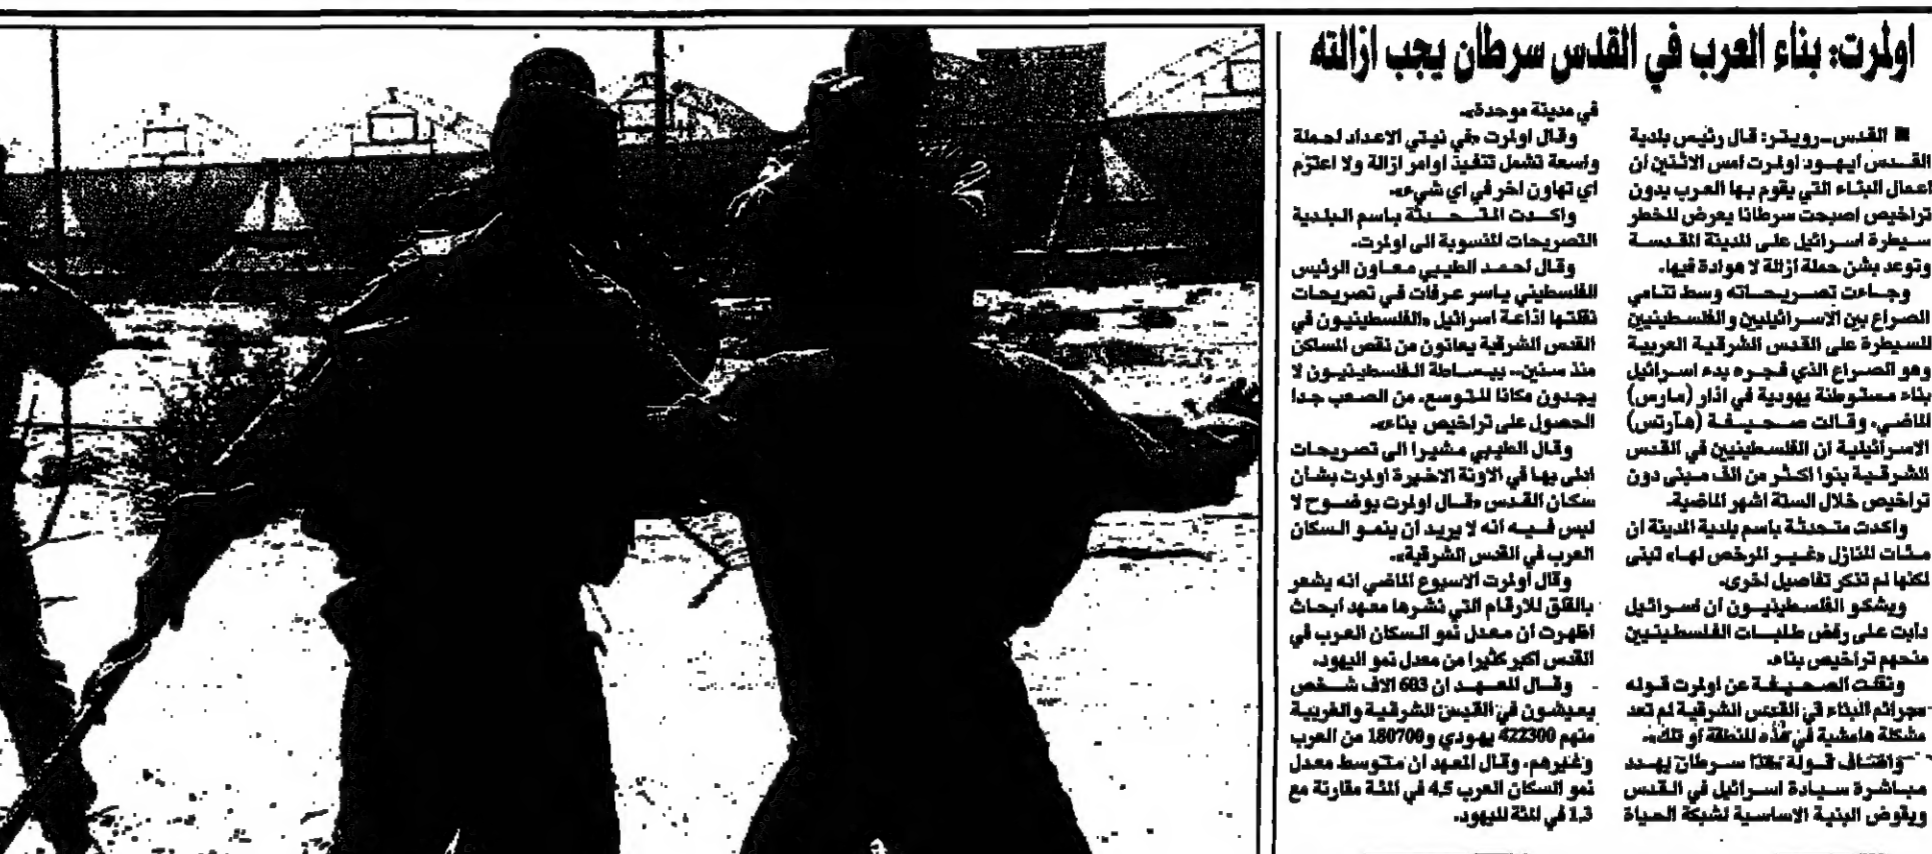 اولمرت: بناء العرب في القدس سرطان يجب ازالته
■ القدس ـ رويتر: قال رئيس بلدية
القدس ايهود اولمرت امس الاثنين ان
اعمال البناء التي يقوم بها العرب بدون
تراخيص اصبحت سرطانا يعرض للخطر
سيطرة اسرائيل على المدينة المقدسة
وتوعد بشن حملة ازالة لا هوادة فيها.
وجاءت تصريحاته وسط تنامي
الصراع بين الاسرائيليين والفلسطينيين
للسيطرة على القدس الشرقية العربية
وهو الصراع الذي فجره بدء اسرائيل
بناء مستوطنة يهودية في اذار (مارس)
الماضي. وقالت صحيفة (هآرتس)
الاسرائيلية ان الفلسطينيين في القدس
الشرقية بنوا اكثر من الف مبنى دون
تراخيص خلال الستة اشهر الماضية.
واكدت متحدثة باسم بلدية المدينة ان
مئات المنازل «غير المرخص لها» تبنى
لكنها لم تذكر تفاصيل اخرى.
ويشكو الفلسطينيون ان اسرائيل
دابت على رفض طلبات الفلسطينيين
منحهم تراخيص بناء.
ونقلت الصحيفة عن اولمرت قوله
«جرائم البناء في القدس الشرقية لم تعد
مشكلة هامشية في هذه المنطقة او تلك».
واضاف قوله «هذا سرطان يهدد
مباشرة سيادة اسرائيل في القدس
ويقوض البنية الاساسية لشبكة الحياة
في مدينة موحدة».
وقال اولمرت «في نيتي الاعداد لحملة
واسعة تشمل تنفيذ اوامر ازالة ولا اعتزم
اي تهاون اخر في اي شيء».
واكدت المتحدثة باسم البلدية
التصريحات المنسوبة الى اولمرت.
وقال احمد الطيبي معاون الرئيس
الفلسطيني ياسر عرفات في تصريحات
نقلتها اذاعة اسرائيل «الفلسطينيون في
القدس الشرقية يعانون من نقص المساكن
منذ سنين.. ببساطة الفلسطينيون لا
يجدون مكانا للتوسع. من الصعب جدا
الحصول على تراخيص بناء».
وقال الطيبي مشيرا الى تصريحات
ادلى بها في الاونة الاخيرة اولمرت بشأن
سكان القدس «قال اولمرت بوضوح لا
لبس فيه انه لا يريد ان ينمو السكان
العرب في القدس الشرقية».
وقال اولمرت الاسبوع الماضي انه يشعر
بالقلق للارقام التي نشرها معهد ابحاث
اظهرت ان معدل نمو السكان العرب في
القدس اكبر كثيرا من معدل نمو اليهود.
وقال المعهد ان 603 الاف شخص
يعيشون في القدس الشرقية والغربية
منهم 422300 يهودي و180700 من العرب
وغيرهم. وقال المعهد ان متوسط معدل
نمو السكان العرب 4,5 في المئة مقارنة مع
1,3 في المئة لليهود.